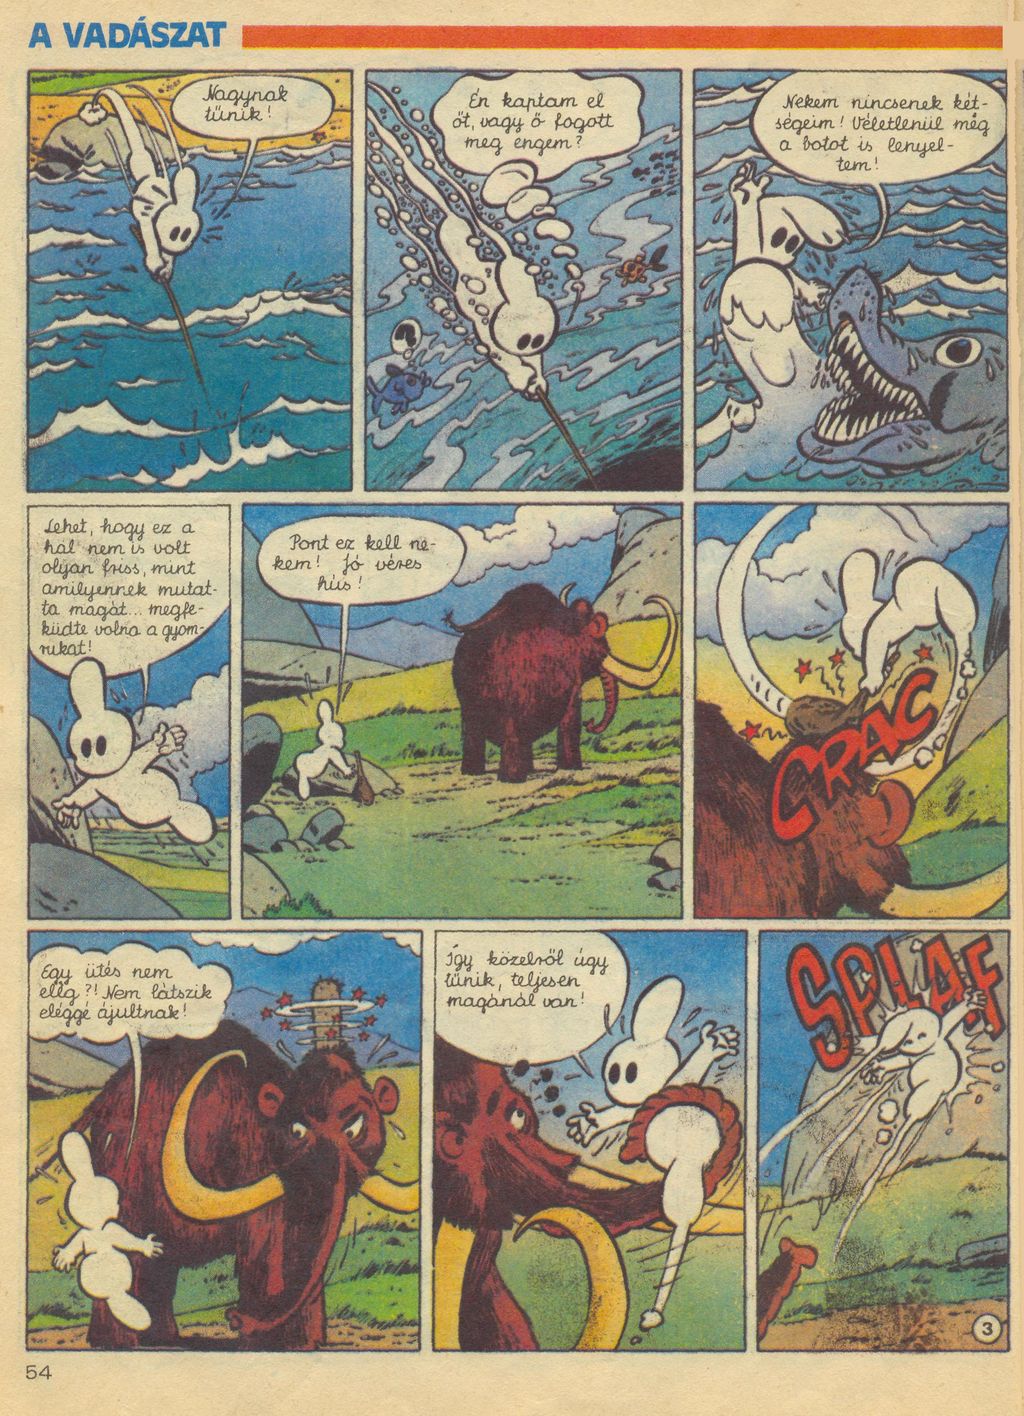 A VADÁSZAT
Nagynak
tűnik!
Én kaptam el
őt, vagy ő fogott
meg engem?
Nekem nincsenek két-
ségeim! Véletlenül még
a botot is lenyel-
tem!
Lehet, hogy ez a
hal nem is volt
olyan friss, mint
amilyennek mutat-
ta magát... megfe-
küdte volna a gyom-
rukat!
Pont ez kell ne-
kem! Jó véres
hús!
CRAC
Egy ütés nem
elég?! Nem látszik
eléggé ájultnak!
Így közelről úgy
tűnik, teljesen
magánál van!
SPLAF
3
54